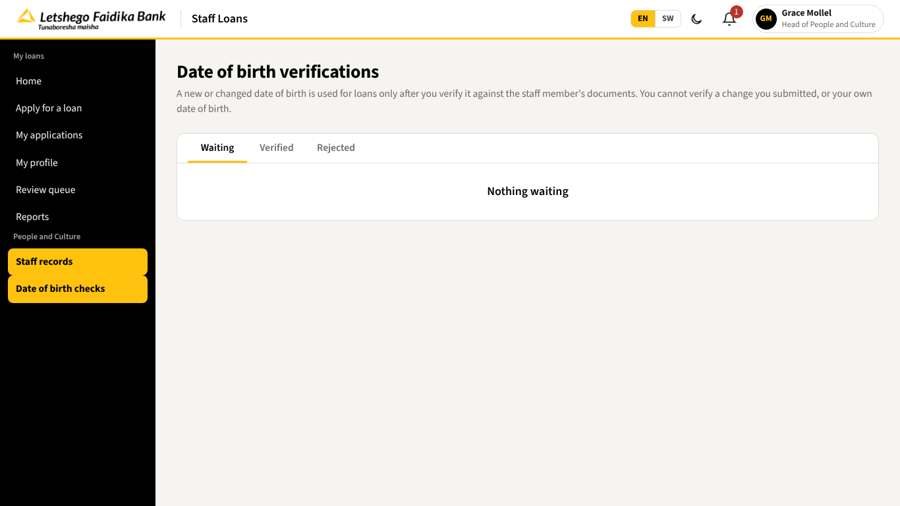 Letshego Faidika Bank
Tunaboresha maisha
Staff Loans
EN SW
1
GM
Grace Mollel
Head of People and Culture
My loans
Home
Apply for a loan
My applications
My profile
Review queue
Reports
People and Culture
Staff records
Date of birth checks
Date of birth verifications
A new or changed date of birth is used for loans only after you verify it against the staff member's documents. You cannot verify a change you submitted, or your own
date of birth.
Waiting Verified Rejected
Nothing waiting